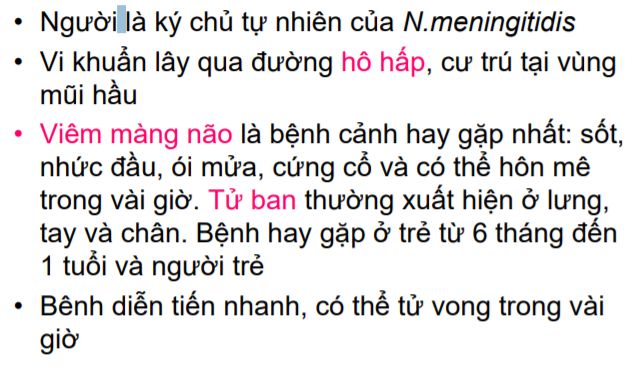 • Người là ký chủ tự nhiên của N.meningitidis
• Vi khuẩn lây qua đường hô hấp, cư trú tại vùng
mũi hầu
• Viêm màng não là bệnh cảnh hay gặp nhất: sốt,
nhức đầu, ói mửa, cứng cổ và có thể hôn mê
trong vài giờ. Tử ban thường xuất hiện ở lưng,
tay và chân. Bệnh hay gặp ở trẻ từ 6 tháng đến
1 tuổi và người trẻ
• Bênh diễn tiến nhanh, có thể tử vong trong vài
giờ